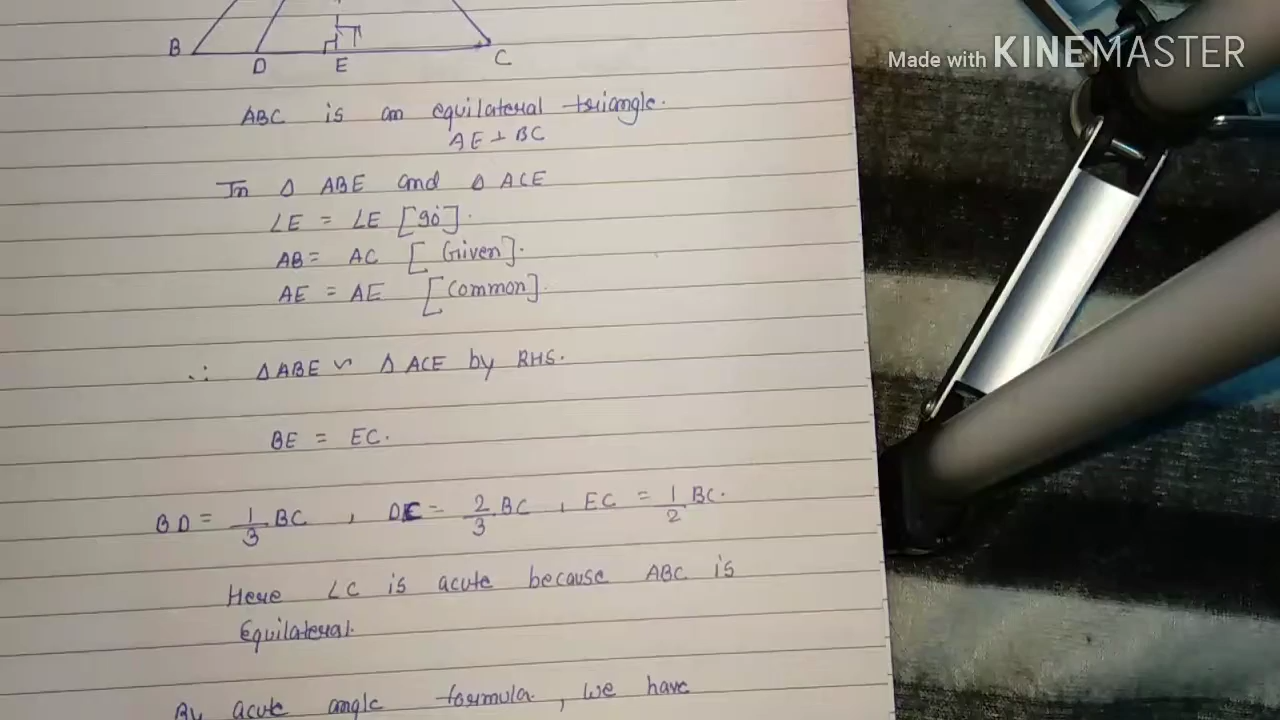 Made with KINEMASTER
B D E C
ABC is an equilateral triangle.
AE ⊥ BC
In Δ ABE and Δ ACE
∠E = ∠E [90°].
AB = AC [Given].
AE = AE [Common].
∴ ΔABE ∽ Δ ACE by RHS.
BE = EC.
BD = 1/3 BC , DC = 2/3 BC , EC = 1/2 BC.
Here ∠C is acute because ABC is
Equilateral.
By acute angle formula, we have